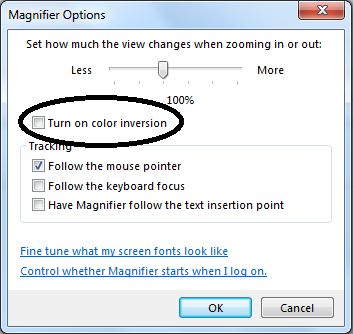 Magnifier Options
Set how much the view changes when zooming in or out:
Less More
100%
Turn on color inversion
Tracking
Follow the mouse pointer
Follow the keyboard focus
Have Magnifier follow the text insertion point
Fine tune what my screen fonts look like
Control whether Magnifier starts when I log on.
OK Cancel